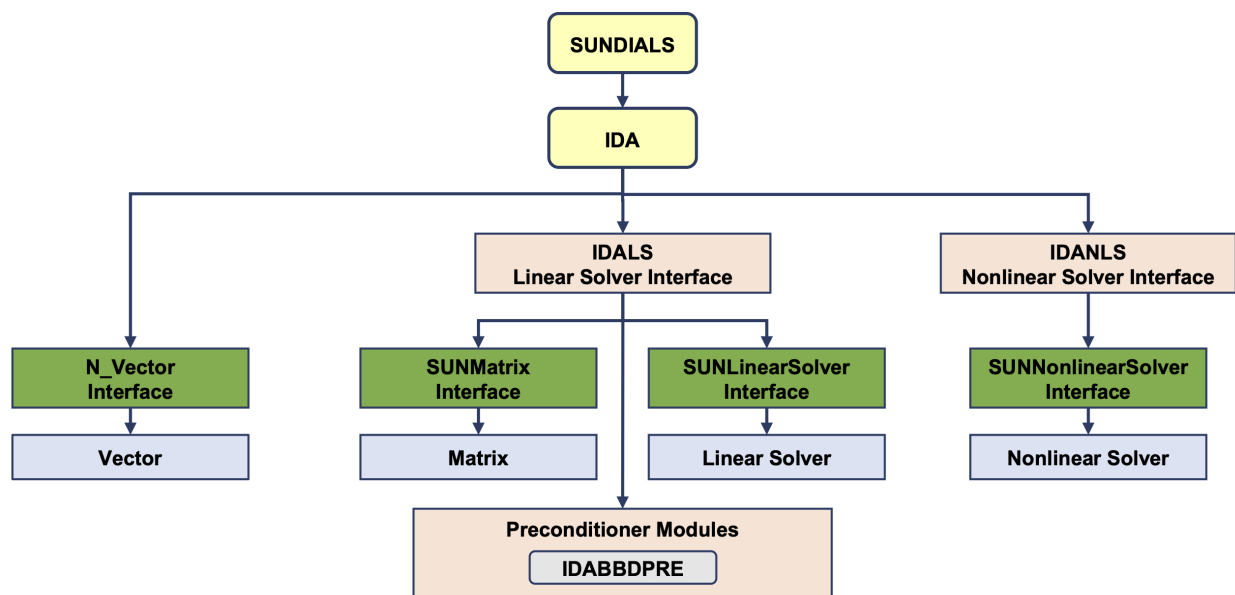 SUNDIALS
IDA
IDALS
Linear Solver Interface
IDANLS
Nonlinear Solver Interface
N_Vector
Interface
SUNMatrix
Interface
SUNLinearSolver
Interface
SUNNonlinearSolver
Interface
Vector
Matrix
Linear Solver
Nonlinear Solver
Preconditioner Modules
IDABBDPRE